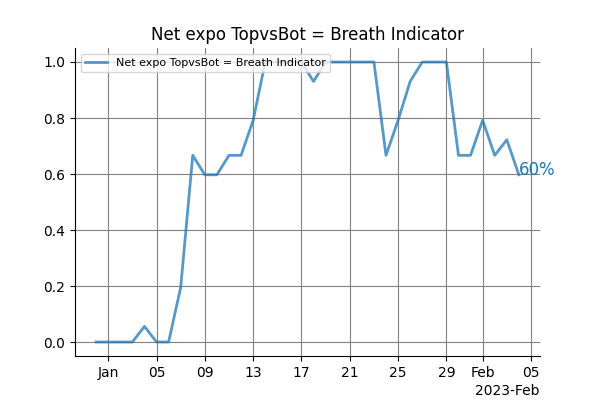 Net expo TopvsBot = Breath Indicator
Net expo TopvsBot = Breath Indicator
1.0
0.8
0.6
0.4
0.2
0.0
60%
Jan 05 09 13 17 21 25 29 Feb 05
2023-Feb